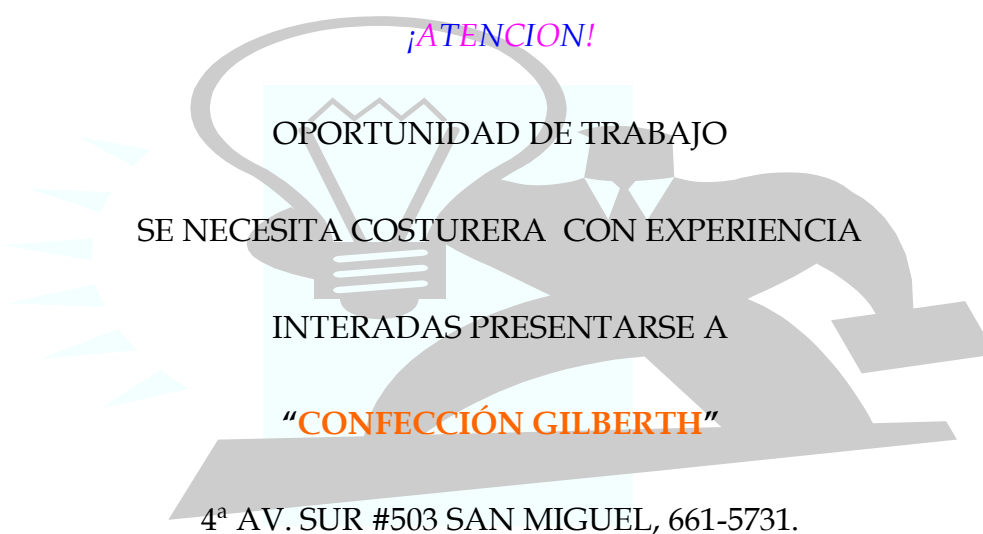 ¡ATENCION!
OPORTUNIDAD DE TRABAJO
SE NECESITA COSTURERA CON EXPERIENCIA
INTERADAS PRESENTARSE A
“CONFECCIÓN GILBERTH”
4ª AV. SUR #503 SAN MIGUEL, 661-5731.